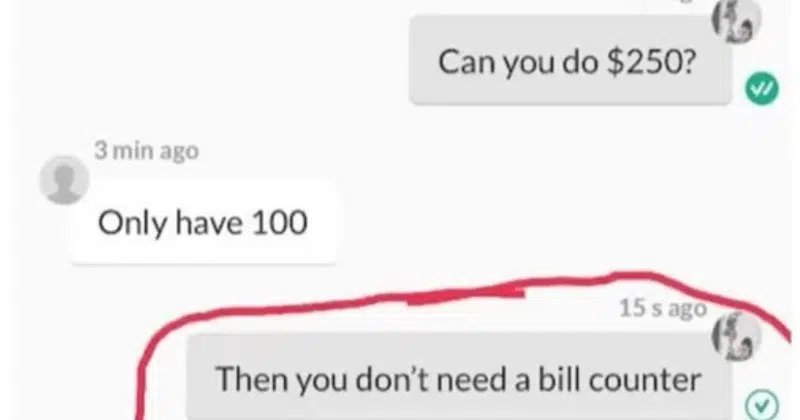 Can you do $250?
3 min ago
Only have 100
15 s ago
Then you don't need a bill counter